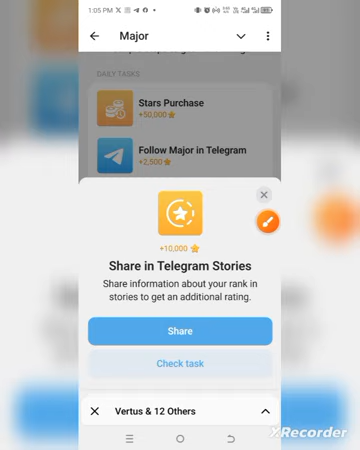 1:05 PM
Major
DAILY TASKS
Stars Purchase
+50,000
Follow Major in Telegram
+2,500
+10,000
Share in Telegram Stories
Share information about your rank in
stories to get an additional rating.
Share
Check task
Vertus & 12 Others
XRecorder